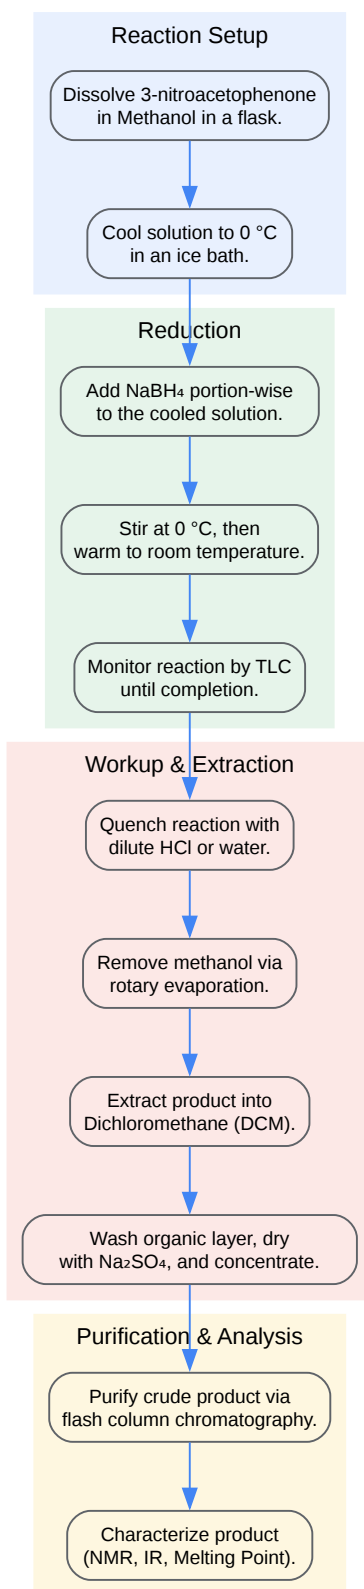 Reaction Setup
Dissolve 3-nitroacetophenone
in Methanol in a flask.
Cool solution to 0 °C
in an ice bath.
Reduction
Add NaBH₄ portion-wise
to the cooled solution.
Stir at 0 °C, then
warm to room temperature.
Monitor reaction by TLC
until completion.
Workup & Extraction
Quench reaction with
dilute HCl or water.
Remove methanol via
rotary evaporation.
Extract product into
Dichloromethane (DCM).
Wash organic layer, dry
with Na₂SO₄, and concentrate.
Purification & Analysis
Purify crude product via
flash column chromatography.
Characterize product
(NMR, IR, Melting Point).